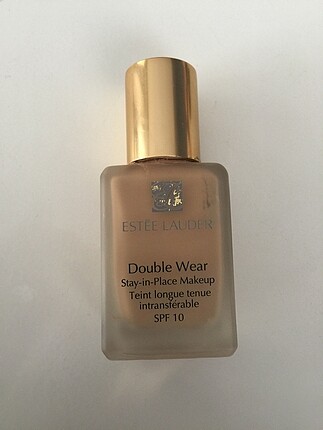 ESTĒE LAUDER
Double Wear
Stay-in-Place Makeup
Teint longue tenue
intransférable
SPF 10